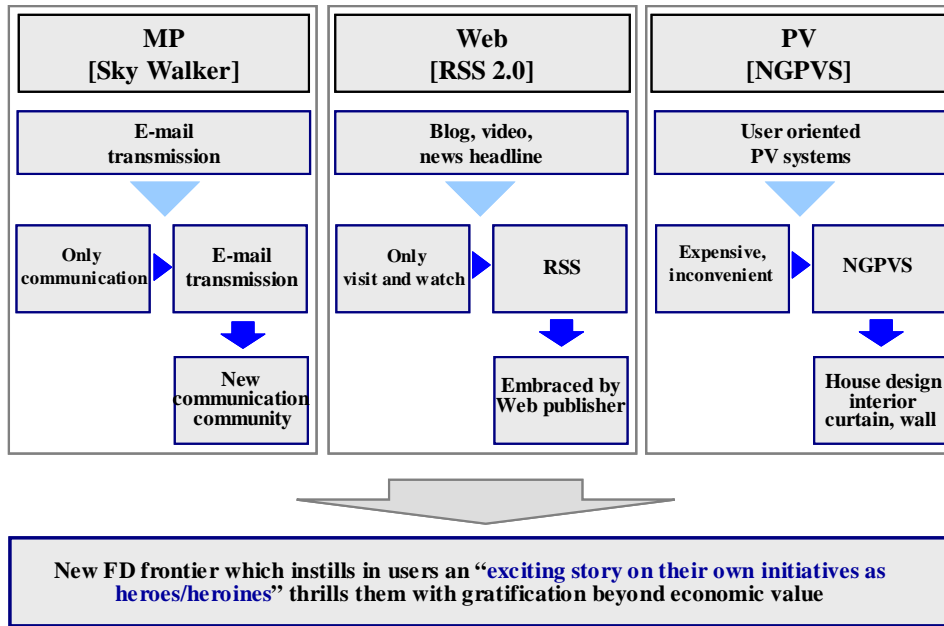 MP
[Sky Walker]
E-mail
transmission
Only
communication
E-mail
transmission
New
communication
community
Web
[RSS 2.0]
Blog, video,
news headline
Only
visit and watch
RSS
Embraced by
Web publisher
PV
[NGPVS]
User oriented
PV systems
Expensive,
inconvenient
NGPVS
House design
interior
curtain, wall
New FD frontier which instills in users an “exciting story on their own initiatives as
heroes/heroines” thrills them with gratification beyond economic value